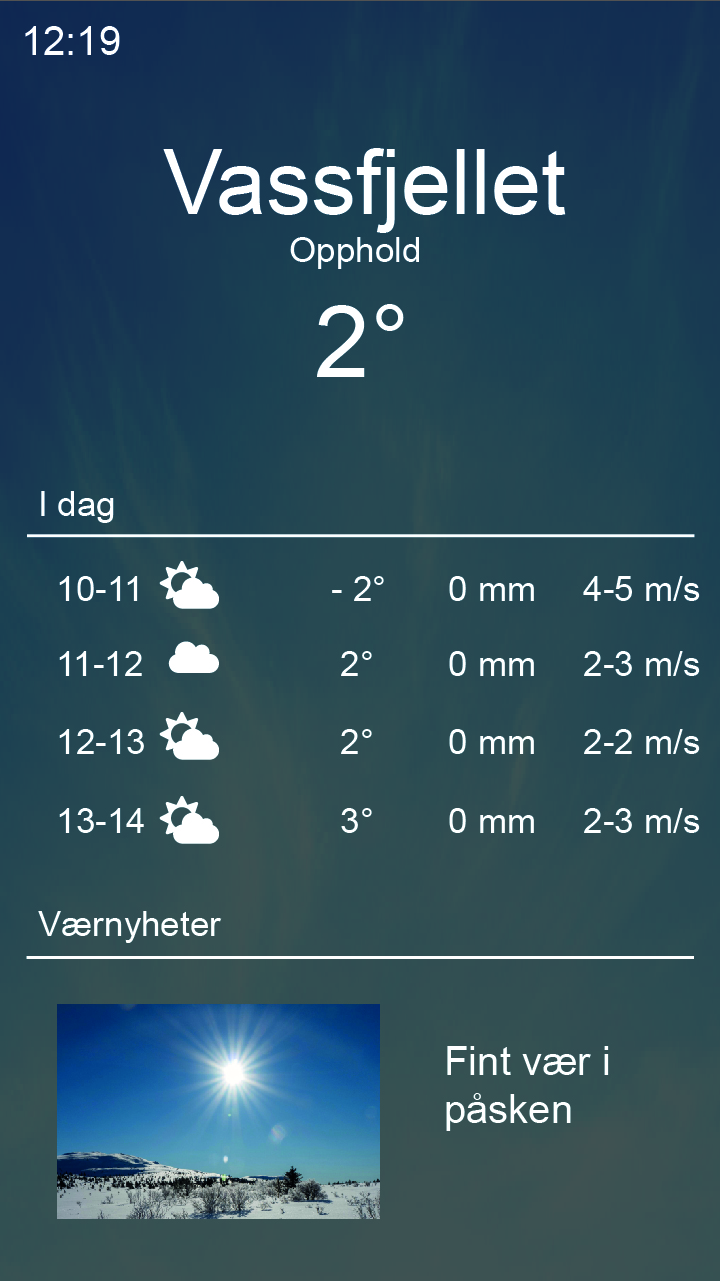 12:19
Vassfjellet
Opphold
2°
I dag
10-11 - 2° 0 mm 4-5 m/s
11-12 2° 0 mm 2-3 m/s
12-13 2° 0 mm 2-2 m/s
13-14 3° 0 mm 2-3 m/s
Værnyheter
Fint vær i
påsken